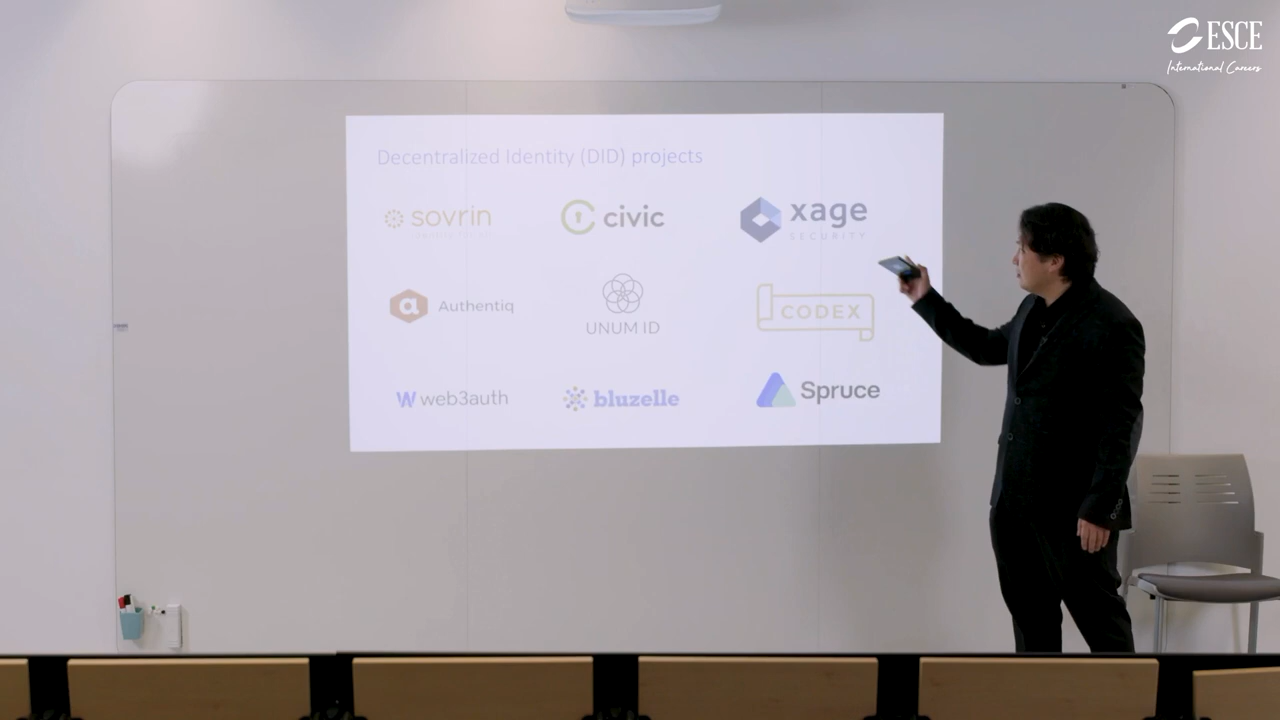 ESCE
International Careers
Decentralized Identity (DID) projects
sovrin
civic
xage
SECURITY
Authentiq
UNUM ID
CODEX
web3auth
bluzelle
Spruce